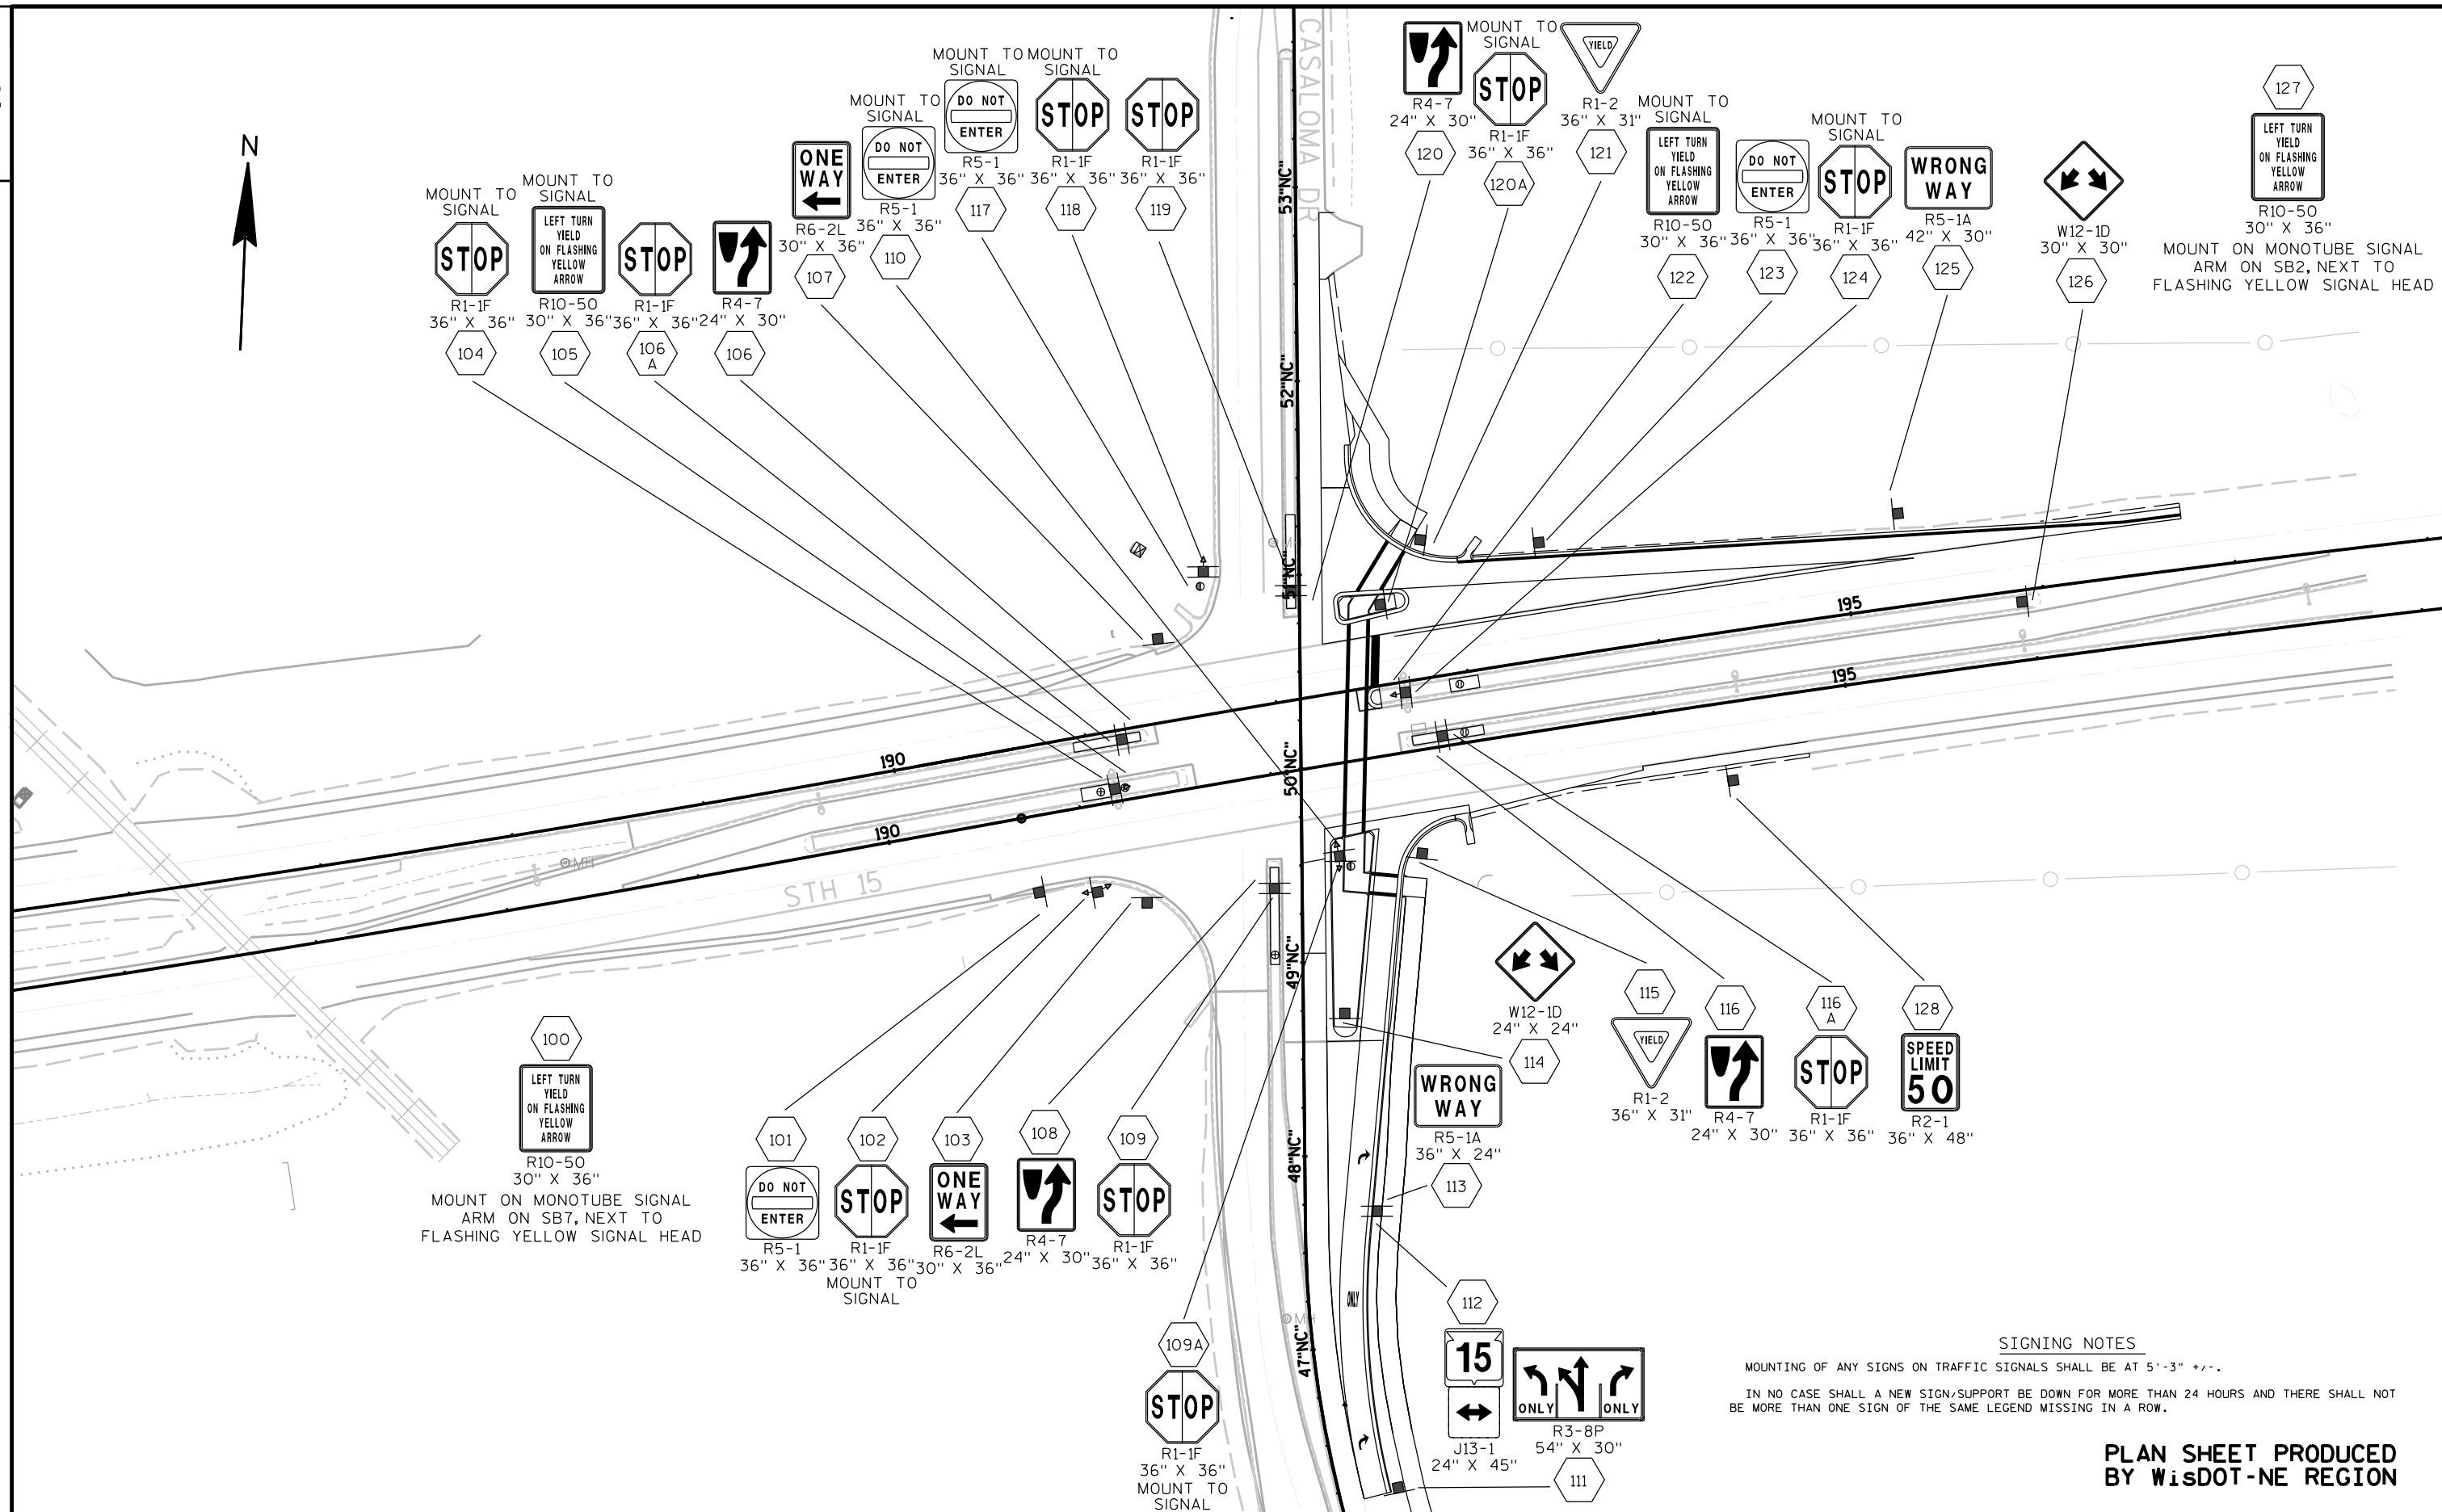 N
MOUNT TO
SIGNAL
STOP
R1-1F
36" X 36"
104
MOUNT TO
SIGNAL
LEFT TURN
YIELD
ON FLASHING
YELLOW
ARROW
R10-50
30" X 36"
105
STOP
R1-1F
36" X 36"
106
A
R4-7
24" X 30"
106
ONE
WAY
R6-2L
30" X 36"
107
MOUNT TO
SIGNAL
DO NOT
ENTER
R5-1
36" X 36"
110
MOUNT TO
SIGNAL
DO NOT
ENTER
R5-1
36" X 36"
117
MOUNT TO
SIGNAL
STOP
R1-1F
36" X 36"
118
STOP
R1-1F
36" X 36"
119
CASALOMA DR
R4-7
24" X 30"
120
MOUNT TO
SIGNAL
STOP
R1-1F
36" X 36"
120A
YIELD
R1-2
36" X 31"
121
MOUNT TO
SIGNAL
LEFT TURN
YIELD
ON FLASHING
YELLOW
ARROW
R10-50
30" X 36"
122
DO NOT
ENTER
R5-1
36" X 36"
123
MOUNT TO
SIGNAL
STOP
R1-1F
36" X 36"
124
WRONG
WAY
R5-1A
42" X 30"
125
W12-1D
30" X 30"
126
127
LEFT TURN
YIELD
ON FLASHING
YELLOW
ARROW
R10-50
30" X 36"
MOUNT ON MONOTUBE SIGNAL
ARM ON SB2, NEXT TO
FLASHING YELLOW SIGNAL HEAD
53"NC"
52"NC"
51"NC"
50"NC"
49"NC"
48"NC"
47"NC"
190
190
195
195
MH
STH 15
ONLY
100
LEFT TURN
YIELD
ON FLASHING
YELLOW
ARROW
R10-50
30" X 36"
MOUNT ON MONOTUBE SIGNAL
ARM ON SB7, NEXT TO
FLASHING YELLOW SIGNAL HEAD
101
DO NOT
ENTER
R5-1
36" X 36"
102
STOP
R1-1F
36" X 36"
MOUNT TO
SIGNAL
103
ONE
WAY
R6-2L
30" X 36"
108
R4-7
24" X 30"
109
STOP
R1-1F
36" X 36"
109A
STOP
R1-1F
36" X 36"
MOUNT TO
SIGNAL
W12-1D
24" X 24"
114
WRONG
WAY
R5-1A
36" X 24"
113
112
15
J13-1
24" X 45"
ONLY ONLY
R3-8P
54" X 30"
111
115
YIELD
R1-2
36" X 31"
116
R4-7
24" X 30"
116
A
STOP
R1-1F
36" X 36"
128
SPEED
LIMIT
50
R2-1
36" X 48"
SIGNING NOTES
MOUNTING OF ANY SIGNS ON TRAFFIC SIGNALS SHALL BE AT 5'-3" +/-.
IN NO CASE SHALL A NEW SIGN/SUPPORT BE DOWN FOR MORE THAN 24 HOURS AND THERE SHALL NOT
BE MORE THAN ONE SIGN OF THE SAME LEGEND MISSING IN A ROW.
PLAN SHEET PRODUCED
BY WisDOT-NE REGION